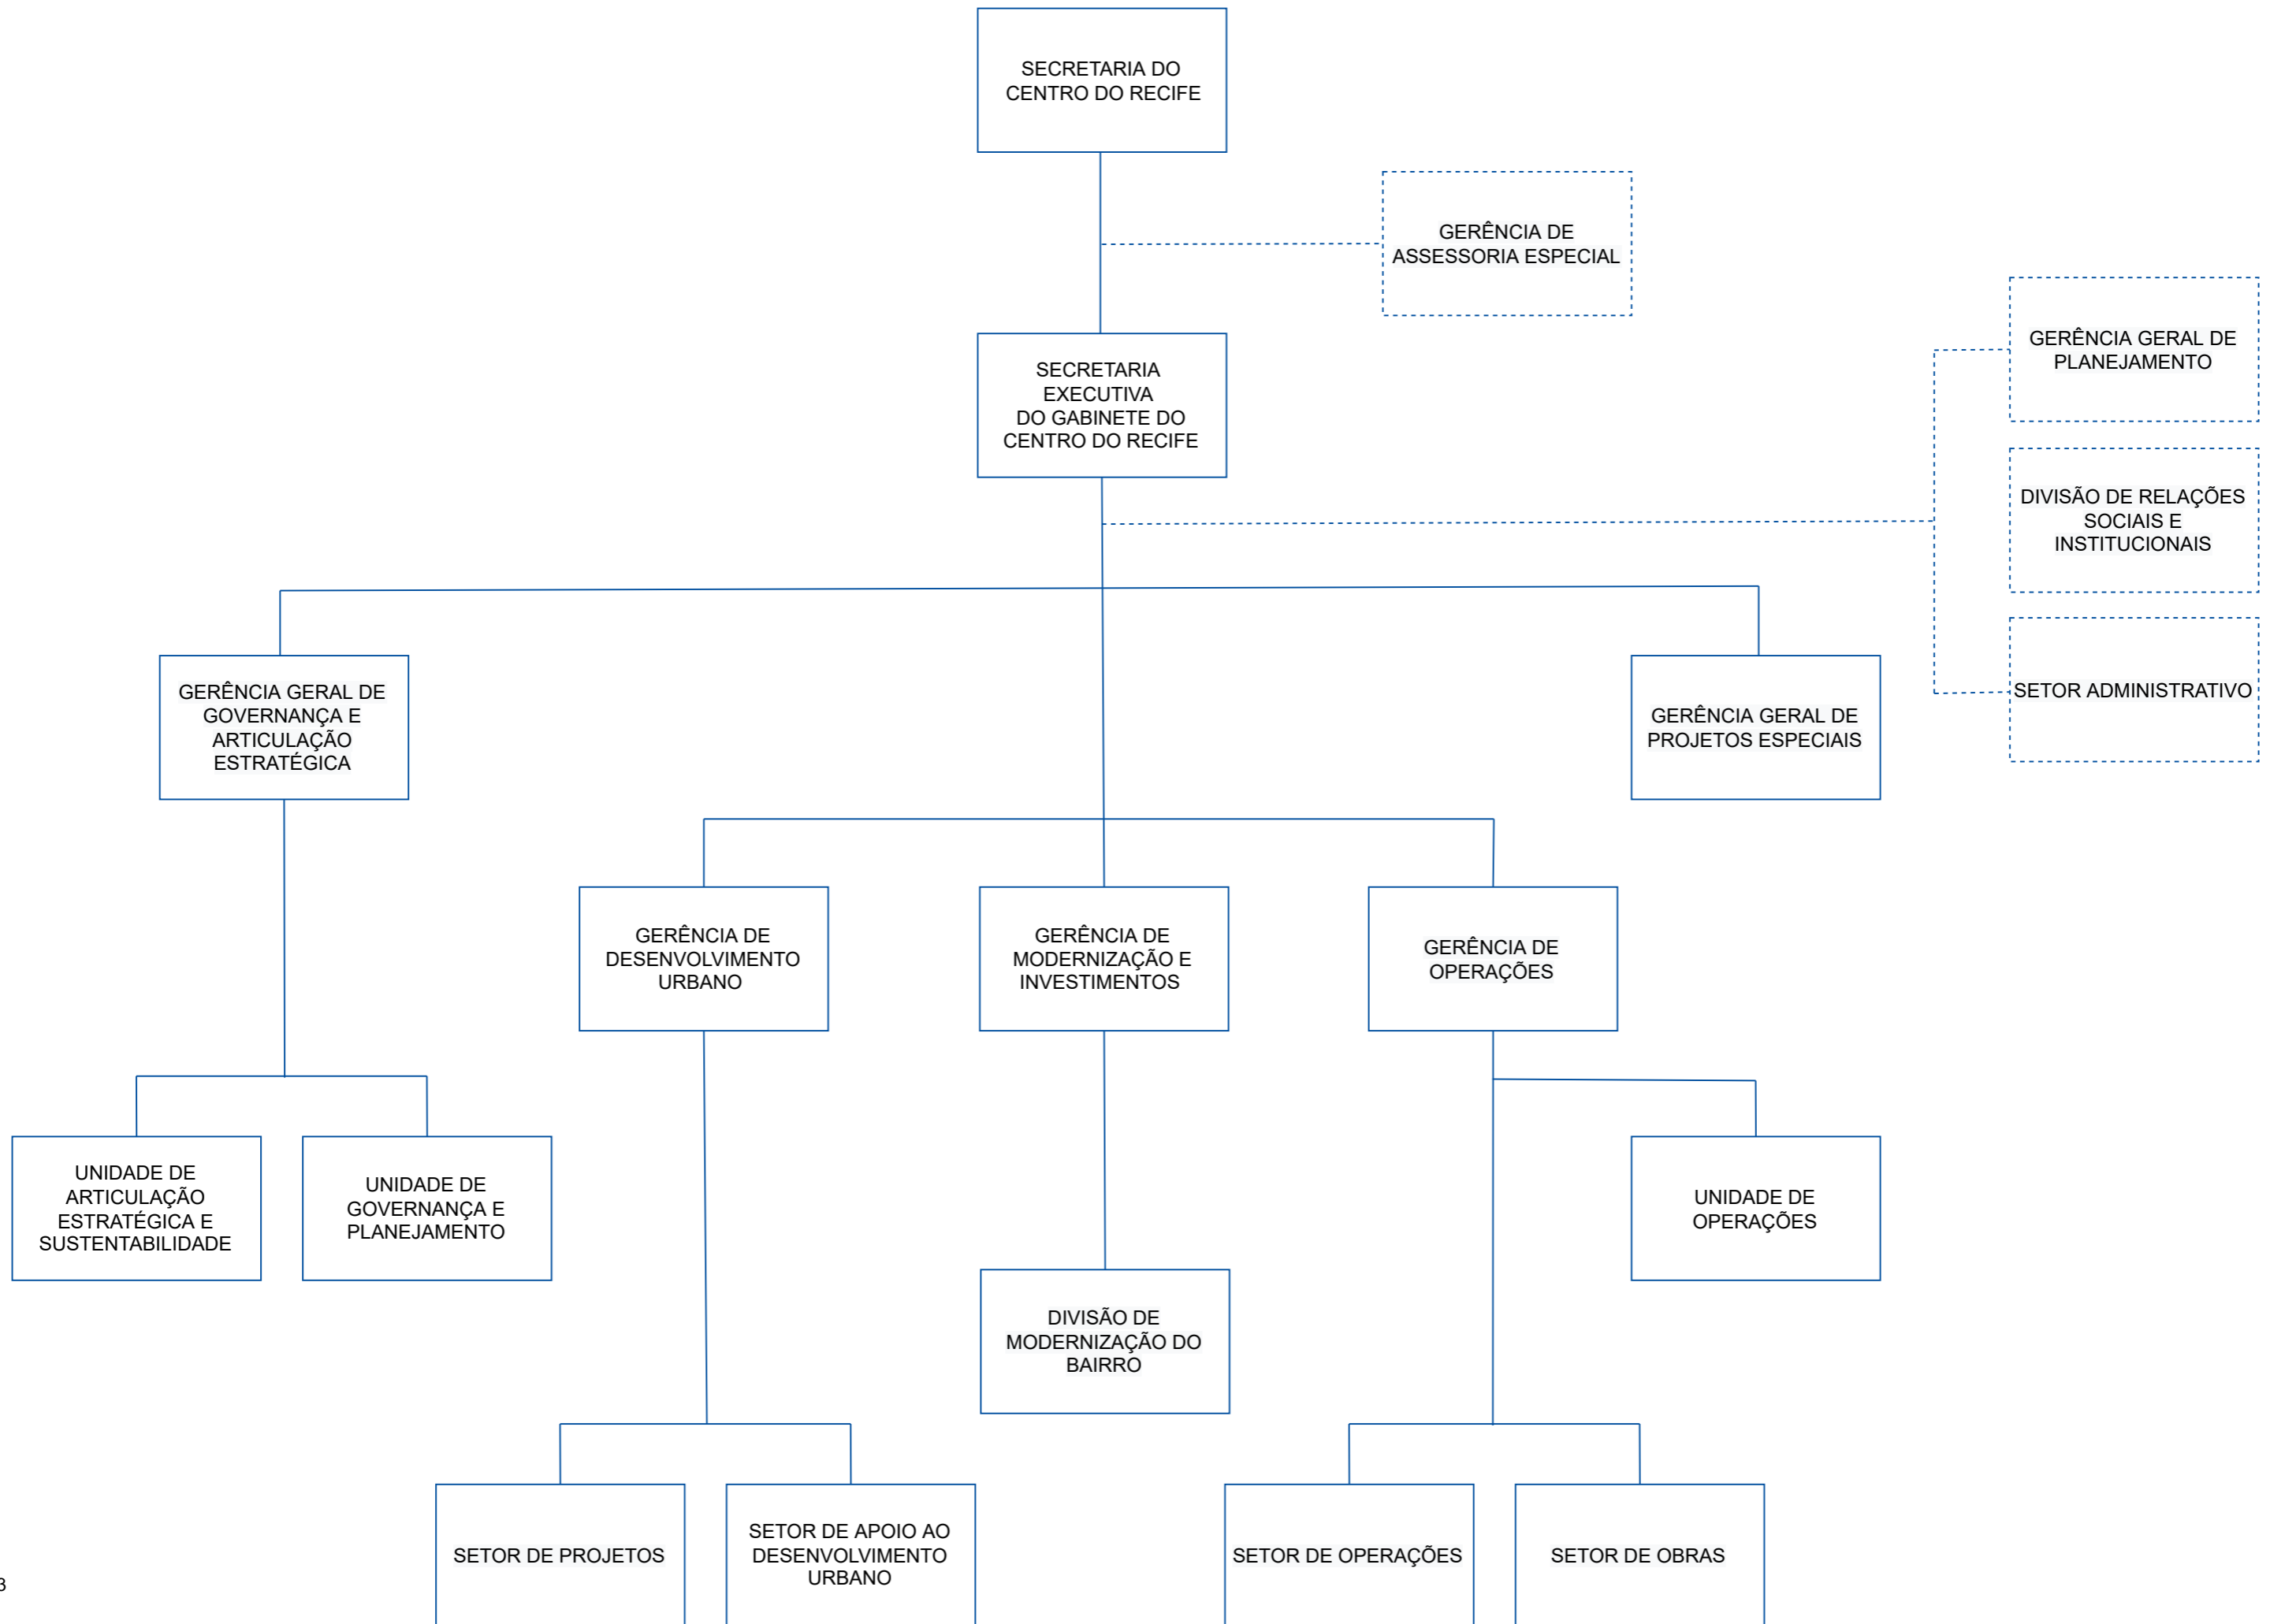 SECRETARIA DO
CENTRO DO RECIFE
GERÊNCIA DE
ASSESSORIA ESPECIAL
GERÊNCIA GERAL DE
PLANEJAMENTO
SECRETARIA
EXECUTIVA
DO GABINETE DO
CENTRO DO RECIFE
DIVISÃO DE RELAÇÕES
SOCIAIS E
INSTITUCIONAIS
SETOR ADMINISTRATIVO
GERÊNCIA GERAL DE
GOVERNANÇA E
ARTICULAÇÃO
ESTRATÉGICA
GERÊNCIA GERAL DE
PROJETOS ESPECIAIS
GERÊNCIA DE
DESENVOLVIMENTO
URBANO
GERÊNCIA DE
MODERNIZAÇÃO E
INVESTIMENTOS
GERÊNCIA DE
OPERAÇÕES
UNIDADE DE
ARTICULAÇÃO
ESTRATÉGICA E
SUSTENTABILIDADE
UNIDADE DE
GOVERNANÇA E
PLANEJAMENTO
UNIDADE DE
OPERAÇÕES
DIVISÃO DE
MODERNIZAÇÃO DO
BAIRRO
SETOR DE PROJETOS
SETOR DE APOIO AO
DESENVOLVIMENTO
URBANO
SETOR DE OPERAÇÕES
SETOR DE OBRAS